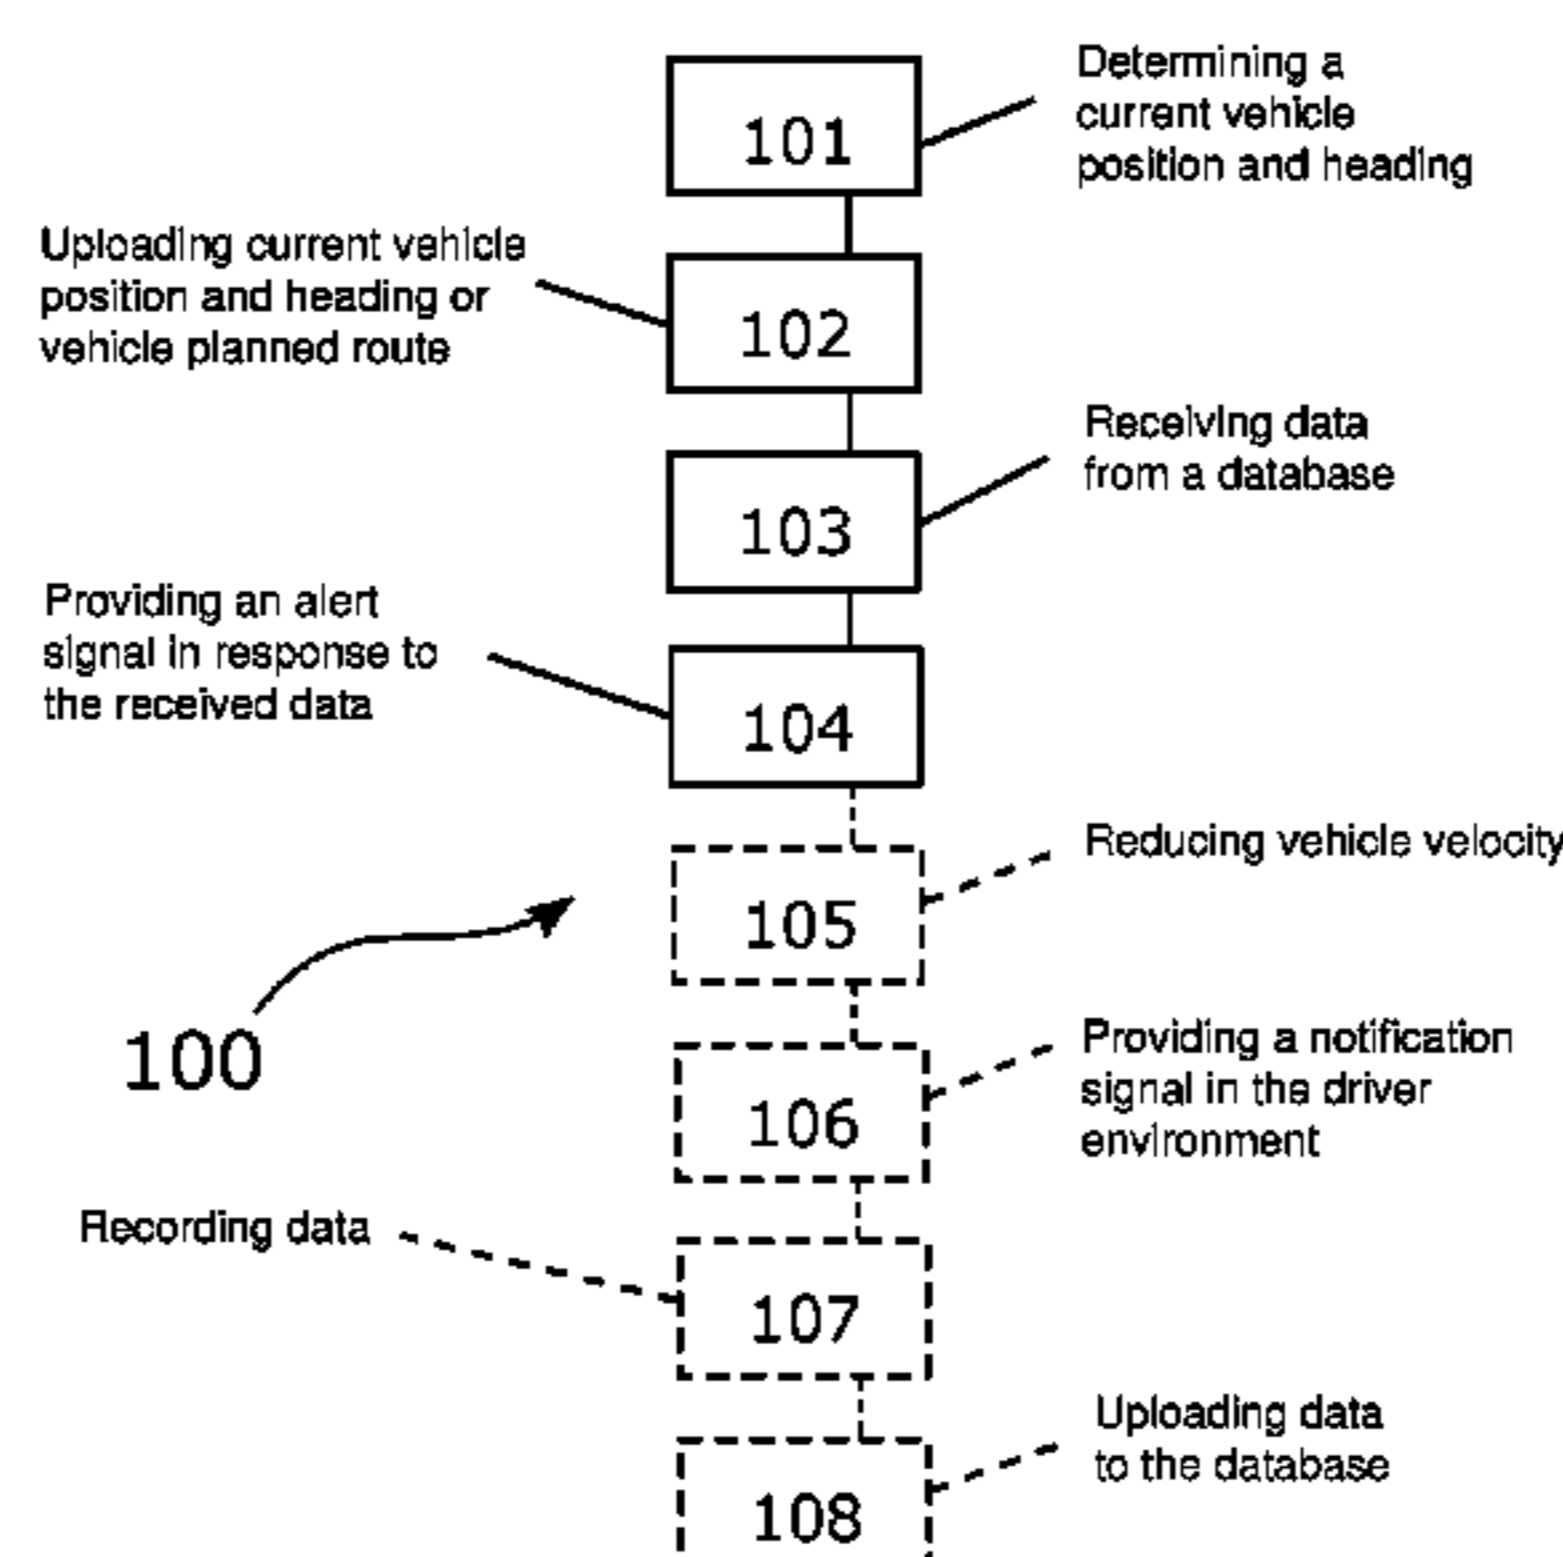 101
Determining a
current vehicle
position and heading
Uploading current vehicle
position and heading or
vehicle planned route
102
Receiving data
from a database
103
Providing an alert
signal in response to
the received data
104
Reducing vehicle velocity
105
100
Providing a notification
signal in the driver
environment
106
Recording data
107
Uploading data
to the database
108